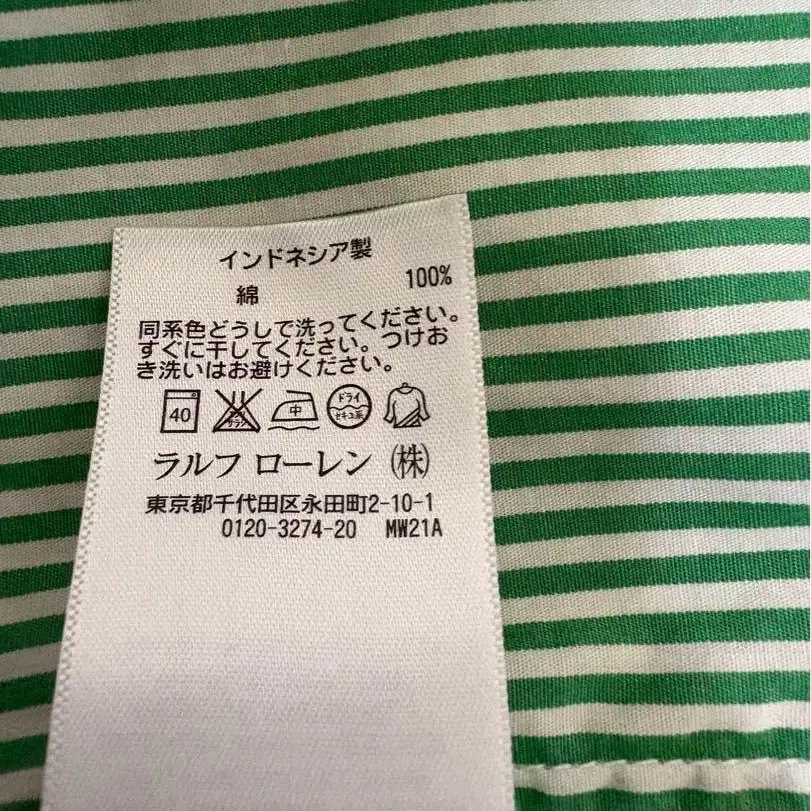 インドネシア製
綿 100%
同系色どうしで洗ってください。
すぐに干してください。つけお
き洗いはお避けください。
40 中 ドライ セキユ系
ラルフ ローレン (株)
東京都千代田区永田町2-10-1
0120-3274-20 MW21A